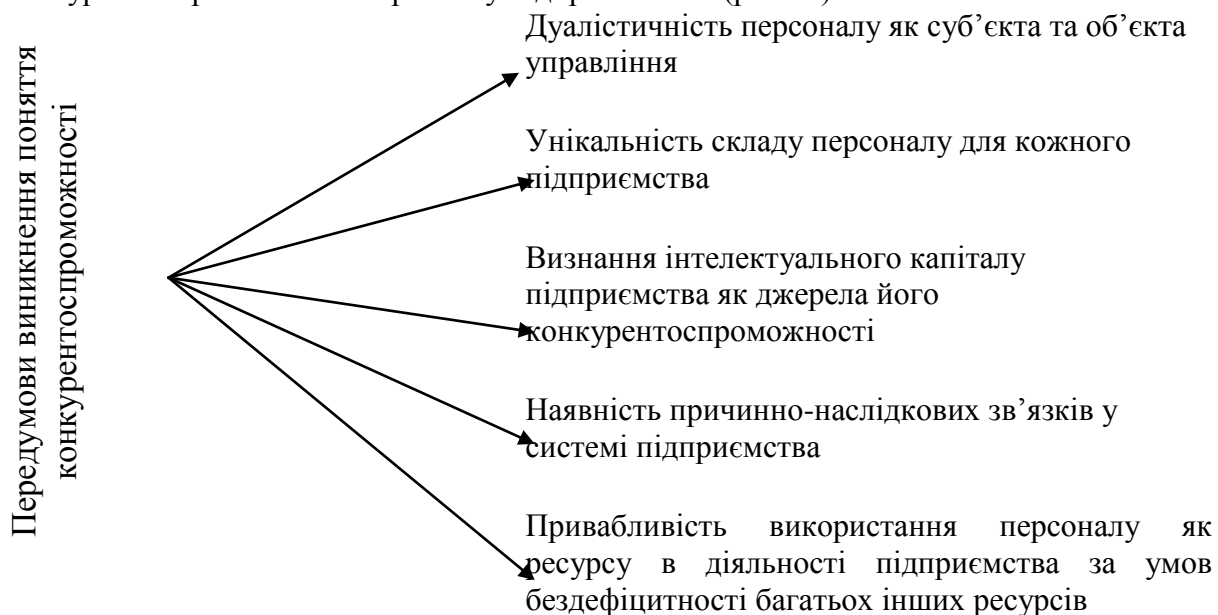 Дуалістичність персоналу як суб’єкта та об’єкта
управління
Унікальність складу персоналу для кожного
підприємства
Визнання інтелектуального капіталу
підприємства як джерела його
конкурентоспроможності
Наявність причинно-наслідкових зв’язків у
системі підприємства
Привабливість використання персоналу як
ресурсу в діяльності підприємства за умов
бездефіцитності багатьох інших ресурсів
Передумови виникнення поняття
конкурентоспроможності